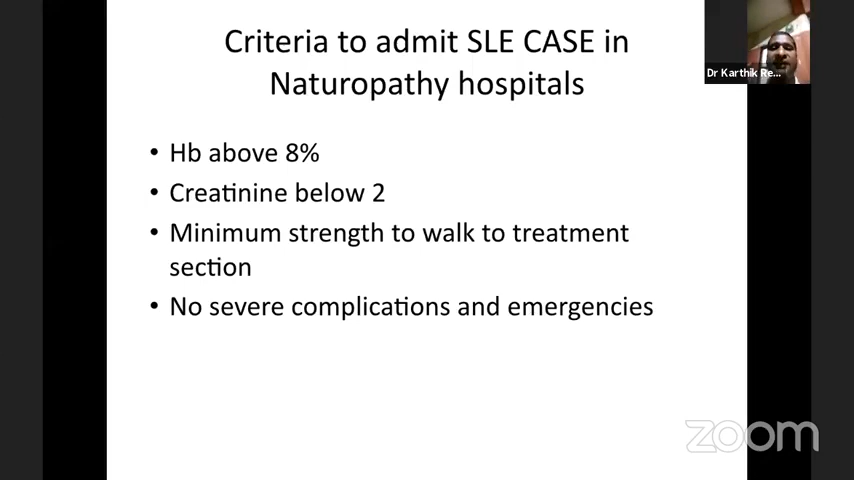 Criteria to admit SLE CASE in
Naturopathy hospitals
• Hb above 8%
• Creatinine below 2
• Minimum strength to walk to treatment
section
• No severe complications and emergencies
Dr Karthik Re...
zoom